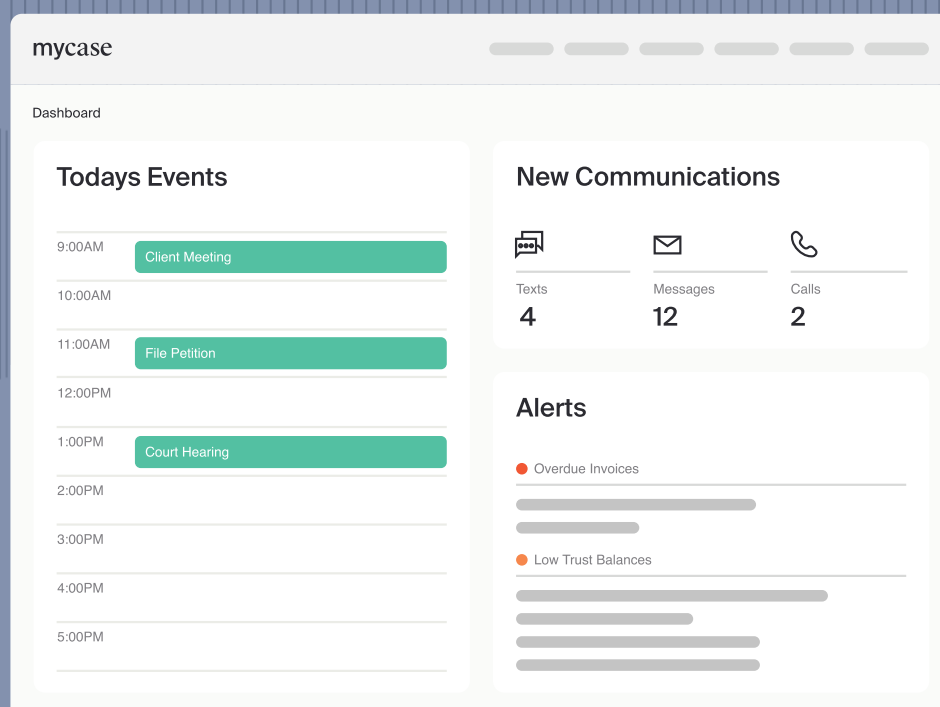 mycase
Dashboard
Todays Events
9:00AM
Client Meeting
10:00AM
11:00AM
File Petition
12:00PM
1:00PM
Court Hearing
2:00PM
3:00PM
4:00PM
5:00PM
New Communications
Texts
4
Messages
12
Calls
2
Alerts
Overdue Invoices
Low Trust Balances